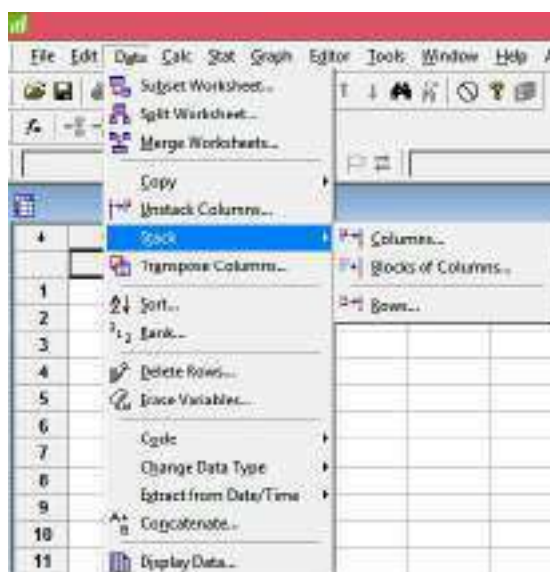 File Edit Data Calc Stat Graph Editor Tools Window Help A
Subset Worksheet...
Split Worksheet...
Merge Worksheets...
Copy
Unstack Columns...
Stack
Columns...
Transpose Columns...
Blocks of Columns...
Sort...
Rows...
Rank...
Delete Rows...
Erase Variables...
Code
Change Data Type
Extract from Date/Time
Concatenate...
Display Data...
1
2
3
4
5
6
7
8
9
10
11